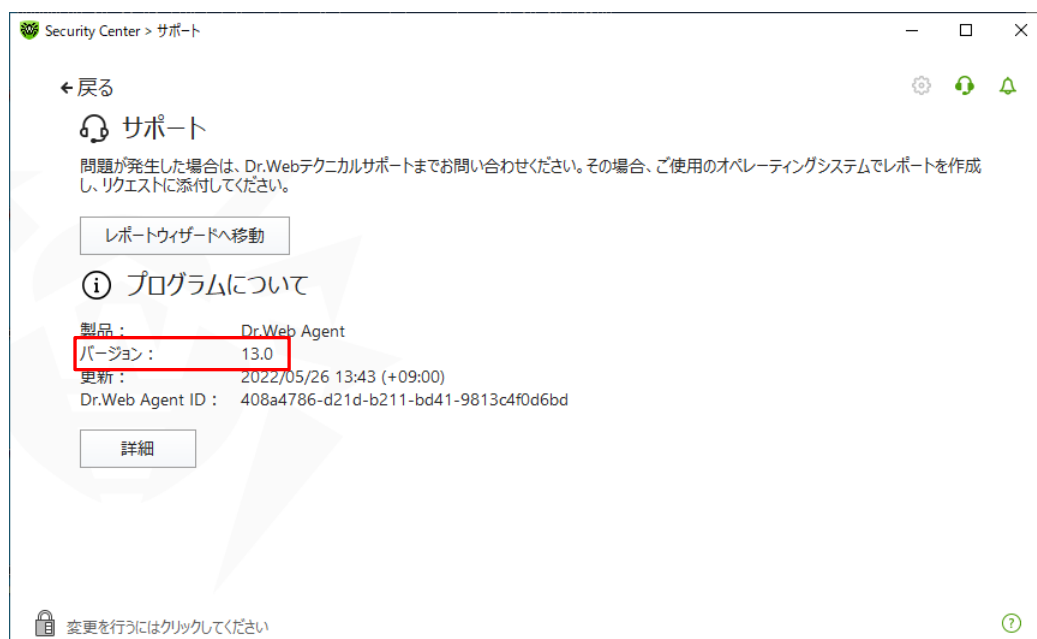 Security Center > サポート
戻る
サポート
問題が発生した場合は、Dr.Webテクニカルサポートまでお問い合わせください。その場合、ご使用のオペレーティングシステムでレポートを作成
し、リクエストに添付してください。
レポートウィザードへ移動
プログラムについて
製品： Dr.Web Agent
バージョン： 13.0
更新： 2022/05/26 13:43 (+09:00)
Dr.Web Agent ID： 408a4786-d21d-b211-bd41-9813c4f0d6bd
詳細
変更を行うにはクリックしてください